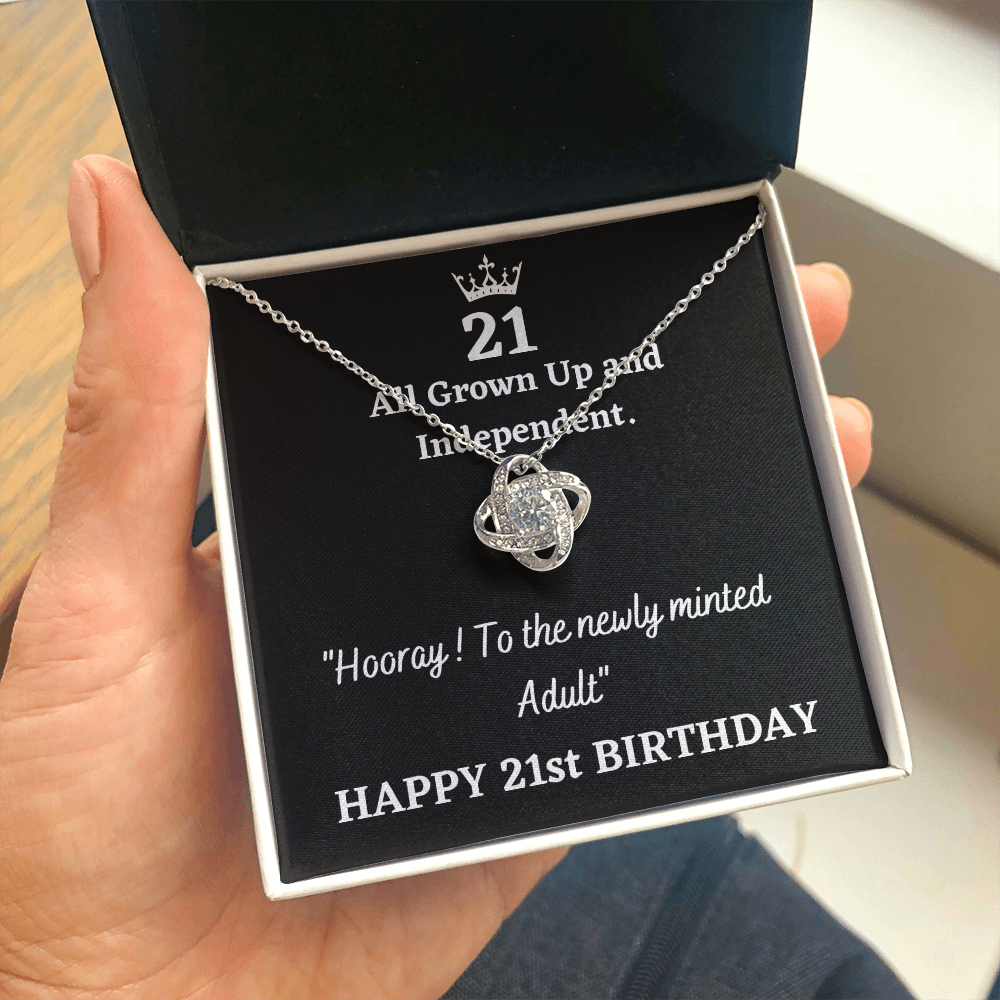 21
All Grown Up and
Independent.
"Hooray! To the newly minted
Adult"
HAPPY 21st BIRTHDAY